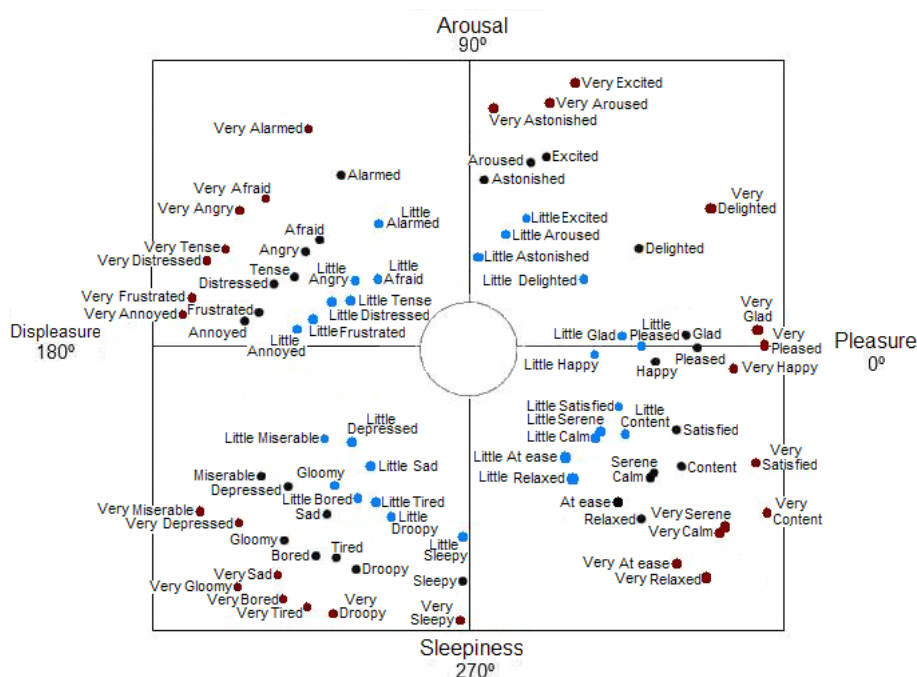 Arousal
90º
Very Excited
Very Aroused
Very Astonished
Very Alarmed
Aroused
Excited
Alarmed
Astonished
Very Afraid
Very
Delighted
Very Angry
Little
Alarmed
Little Excited
Afraid
Little Aroused
Very Tense
Angry
Delighted
Very Distressed
Little Astonished
Tense
Distressed
Little
Angry
Little
Afraid
Little Delighted
Very Frustrated
Little Tense
Very Annoyed
Frustrated
Little Distressed
Annoyed
Little Frustrated
Little
Annoyed
Very
Glad
Little
Glad
Little
Pleased
Glad
Very
Pleased
Displeasure
180º
Pleasure
0º
Pleased
Little Happy
Happy
Very Happy
Little Satisfied
Little
Depressed
Little Serene
Little
Content
Little Miserable
Little Calm
Satisfied
Little At ease
Little Sad
Serene
Content
Very
Satisfied
Miserable
Gloomy
Little Relaxed
Calm
Depressed
Little Bored
Little Tired
At ease
Very Miserable
Sad
Little
Droopy
Relaxed
Very Serene
Very
Content
Very Depressed
Very Calm
Gloomy
Little
Sleepy
Bored
Tired
Very At ease
Droopy
Very Sad
Sleepy
Very Relaxed
Very Gloomy
Very Bored
Very Tired
Very
Droopy
Very
Sleepy
Sleepiness
270º